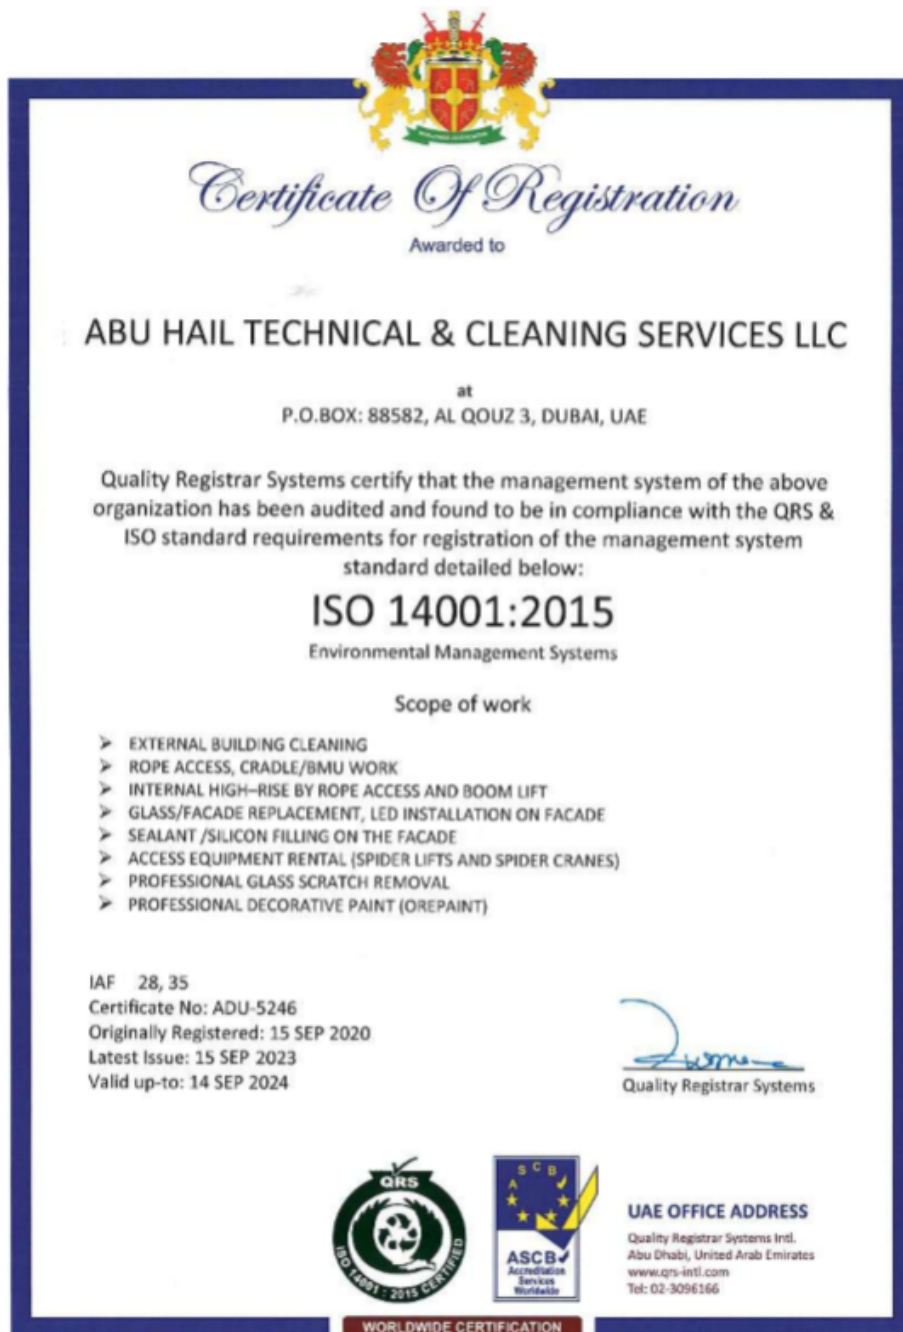 Certificate Of Registration
Awarded to
ABU HAIL TECHNICAL & CLEANING SERVICES LLC
at
P.O.BOX: 88582, AL QOUZ 3, DUBAI, UAE
Quality Registrar Systems certify that the management system of the above
organization has been audited and found to be in compliance with the QRS &
ISO standard requirements for registration of the management system
standard detailed below:
ISO 14001:2015
Environmental Management Systems
Scope of work
➢ EXTERNAL BUILDING CLEANING
➢ ROPE ACCESS, CRADLE/BMU WORK
➢ INTERNAL HIGH–RISE BY ROPE ACCESS AND BOOM LIFT
➢ GLASS/FACADE REPLACEMENT, LED INSTALLATION ON FACADE
➢ SEALANT /SILICON FILLING ON THE FACADE
➢ ACCESS EQUIPMENT RENTAL (SPIDER LIFTS AND SPIDER CRANES)
➢ PROFESSIONAL GLASS SCRATCH REMOVAL
➢ PROFESSIONAL DECORATIVE PAINT (OREPAINT)
IAF 28, 35
Certificate No: ADU-5246
Originally Registered: 15 SEP 2020
Latest Issue: 15 SEP 2023
Valid up-to: 14 SEP 2024
Quality Registrar Systems
QRS
ISO 14001 : 2015 CERTIFIED
ASCB
ASCB
Accreditation
Services
Worldwide
UAE OFFICE ADDRESS
Quality Registrar Systems Intl.
Abu Dhabi, United Arab Emirates
www.qrs-intl.com
Tel: 02-3096166
WORLDWIDE CERTIFICATION